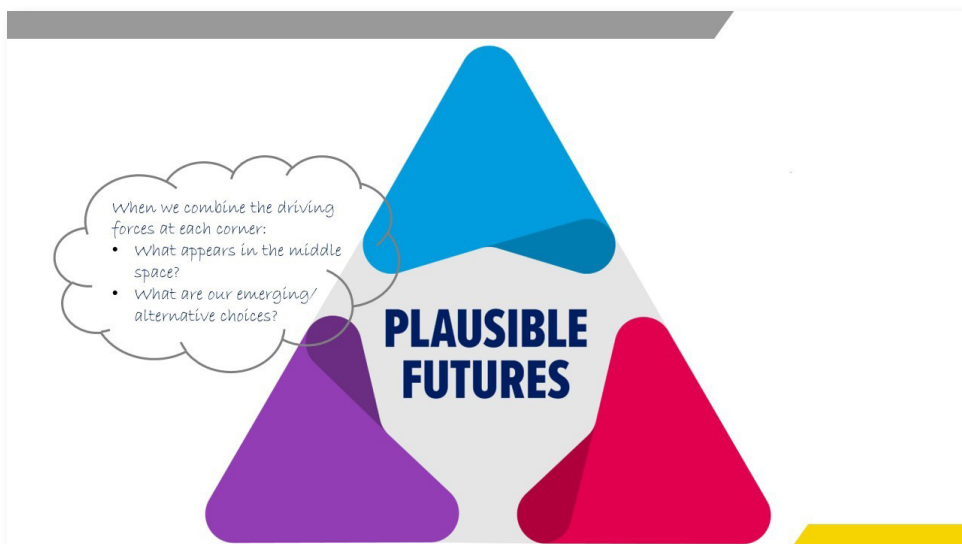 When we combine the driving
forces at each corner:
• What appears in the middle
space?
• What are our emerging/
alternative choices?
PLAUSIBLE
FUTURES